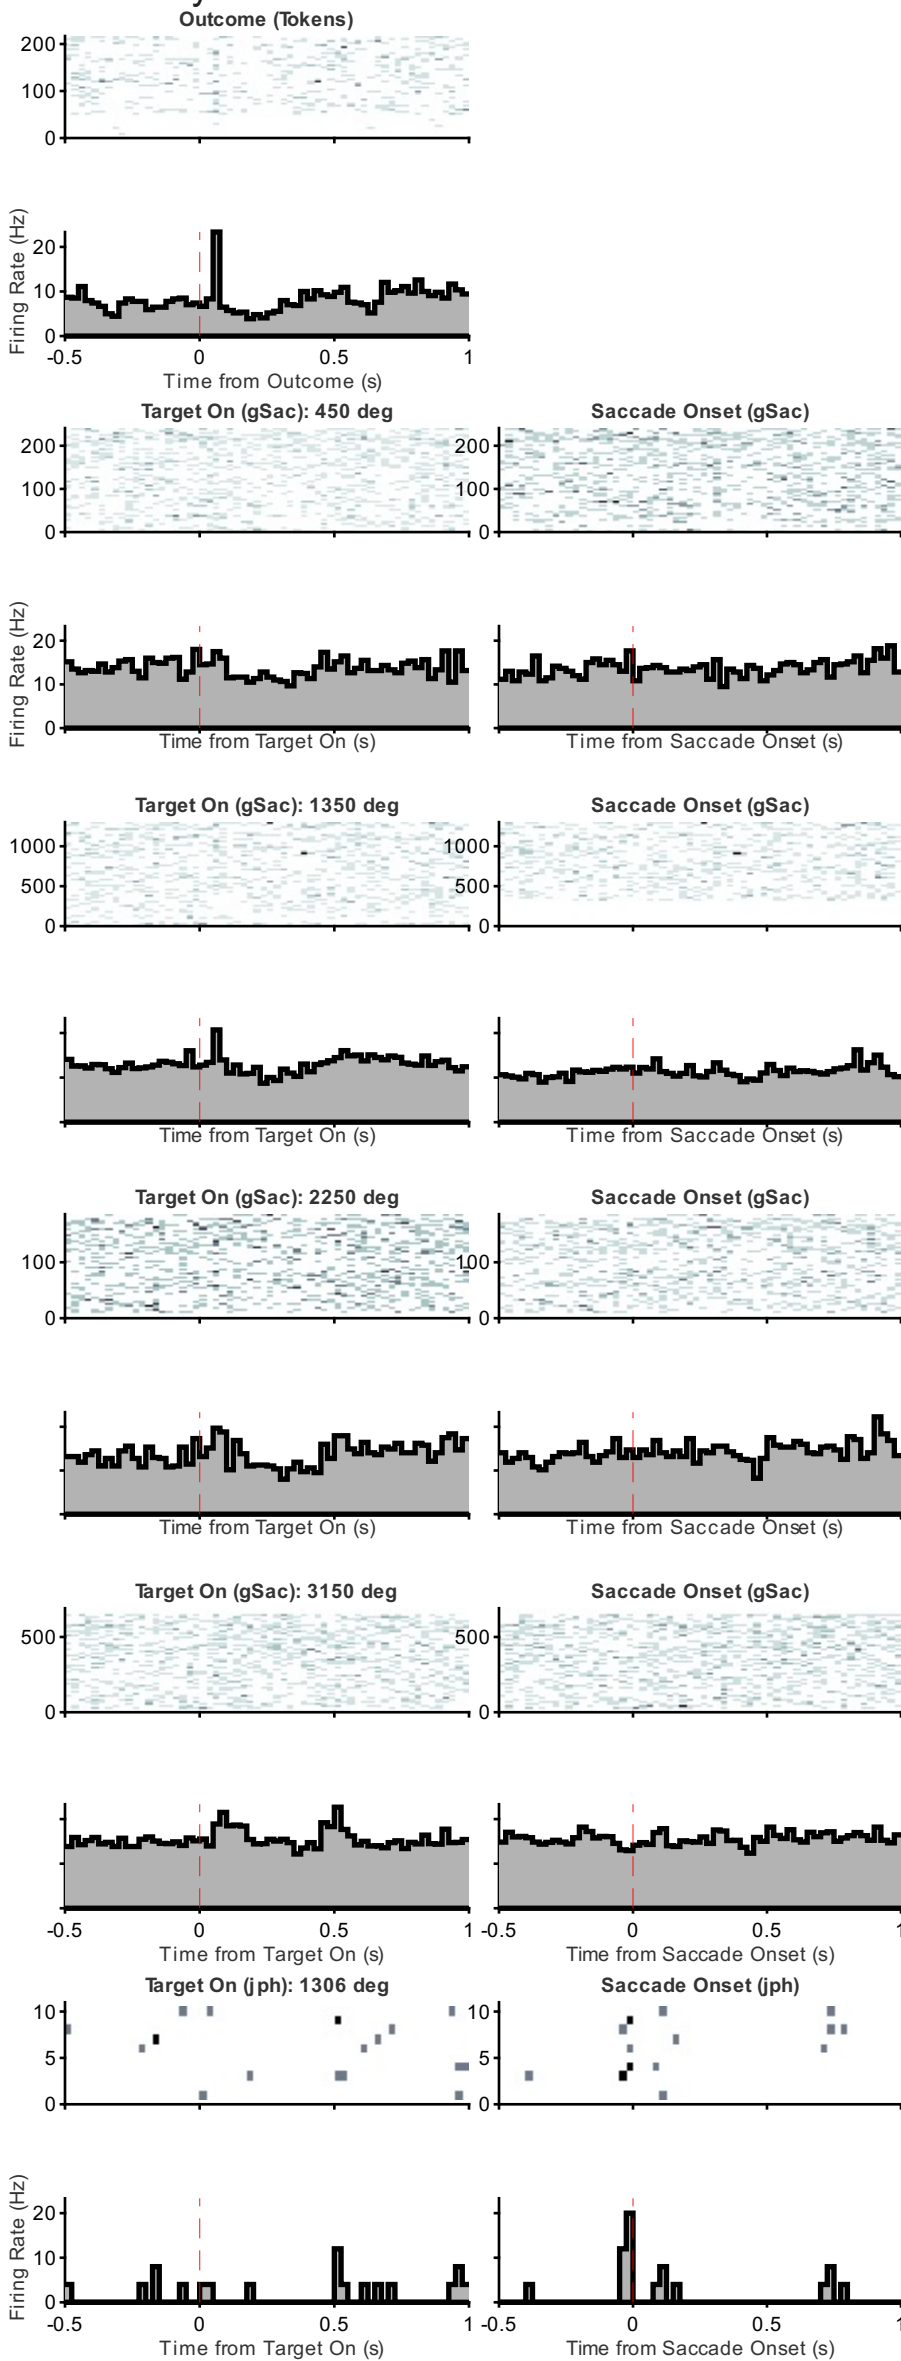 Outcome (Tokens)
200
100
0
Firing Rate (Hz)
20
10
0
-0.5 0 0.5 1
Time from Outcome (s)
Target On (gSac): 450 deg Saccade Onset (gSac)
200 200
100 100
0 0
Firing Rate (Hz)
20
10
0
Time from Target On (s) Time from Saccade Onset (s)
Target On (gSac): 1350 deg Saccade Onset (gSac)
1000 1000
500 500
0 0
Time from Target On (s) Time from Saccade Onset (s)
Target On (gSac): 2250 deg Saccade Onset (gSac)
100 100
0 0
Time from Target On (s) Time from Saccade Onset (s)
Target On (gSac): 3150 deg Saccade Onset (gSac)
500 500
0 0
-0.5 0 0.5 1 -0.5 0 0.5 1
Time from Target On (s) Time from Saccade Onset (s)
Target On (jph): 1306 deg Saccade Onset (jph)
10 10
5 5
0 0
Firing Rate (Hz)
20
10
0
-0.5 0 0.5 1 -0.5 0 0.5 1
Time from Target On (s) Time from Saccade Onset (s)